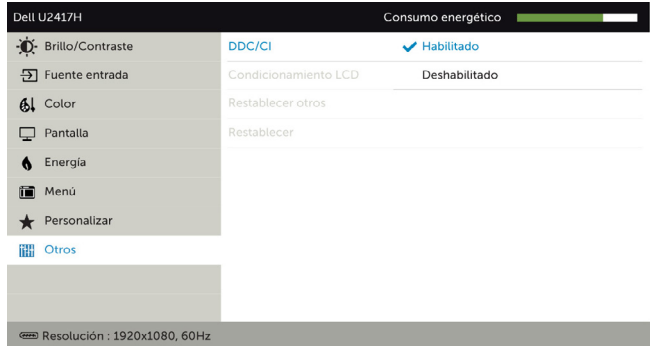 Dell U2417H Consumo energético
Brillo/Contraste DDC/CI Habilitado
Fuente entrada Condicionamiento LCD Deshabilitado
Color Restablecer otros
Pantalla Restablecer
Energía
Menú
Personalizar
Otros
Resolución : 1920x1080, 60Hz